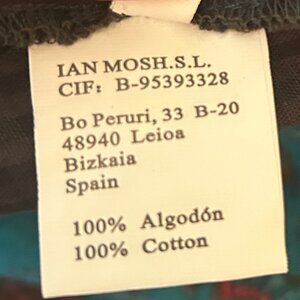 IAN MOSH.S.L.
CIF: B-95393328
Bo Peruri, 33 B-20
48940 Leioa
Bizkaia
Spain
100% Algodón
100% Cotton